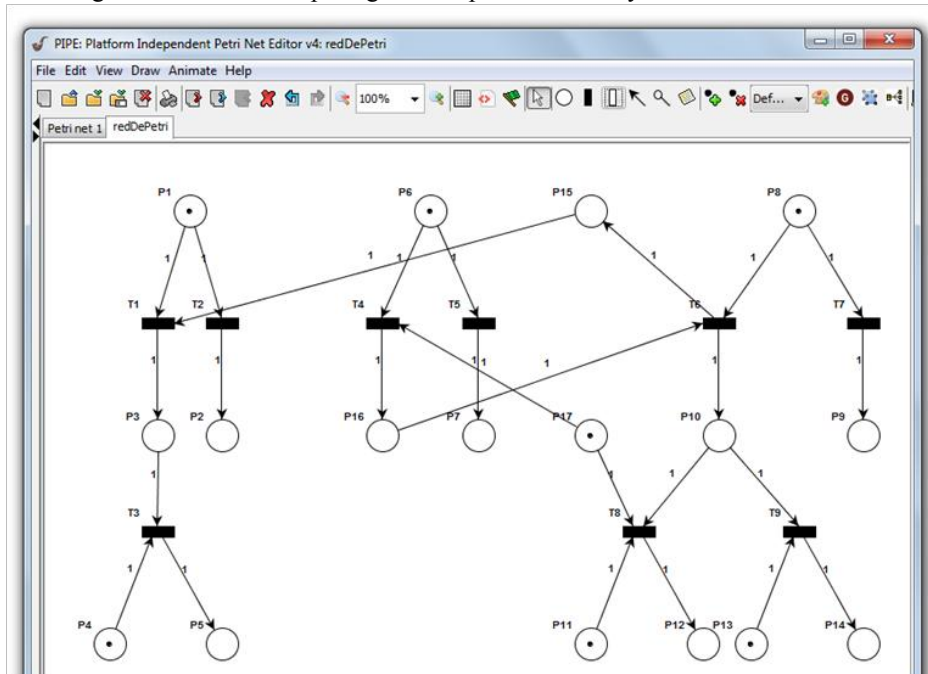 PIPE: Platform Independent Petri Net Editor v4: redDePetri
File Edit View Draw Animate Help
100% Def...
Petri net 1 redDePetri
P1 P6 P15 P8
1 1 1 1 1 1 1 1
T1 T2 T4 T5 T6 T7
1 1 1 1 1 1 1 1
P3 P2 P16 P7 P17 P10 P9
1 1 1 1
T3 T8 T9
1 1 1 1 1 1
P4 P5 P11 P12 P13 P14